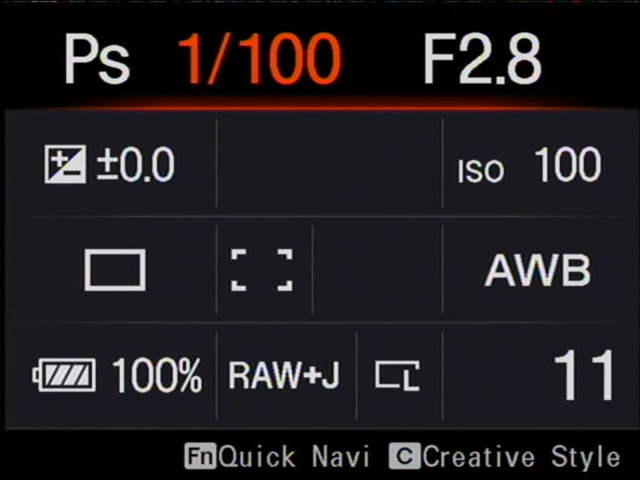 Ps 1/100 F2.8
±0.0 ISO 100
AWB
100% RAW+J L 11
Fn Quick Navi C Creative Style